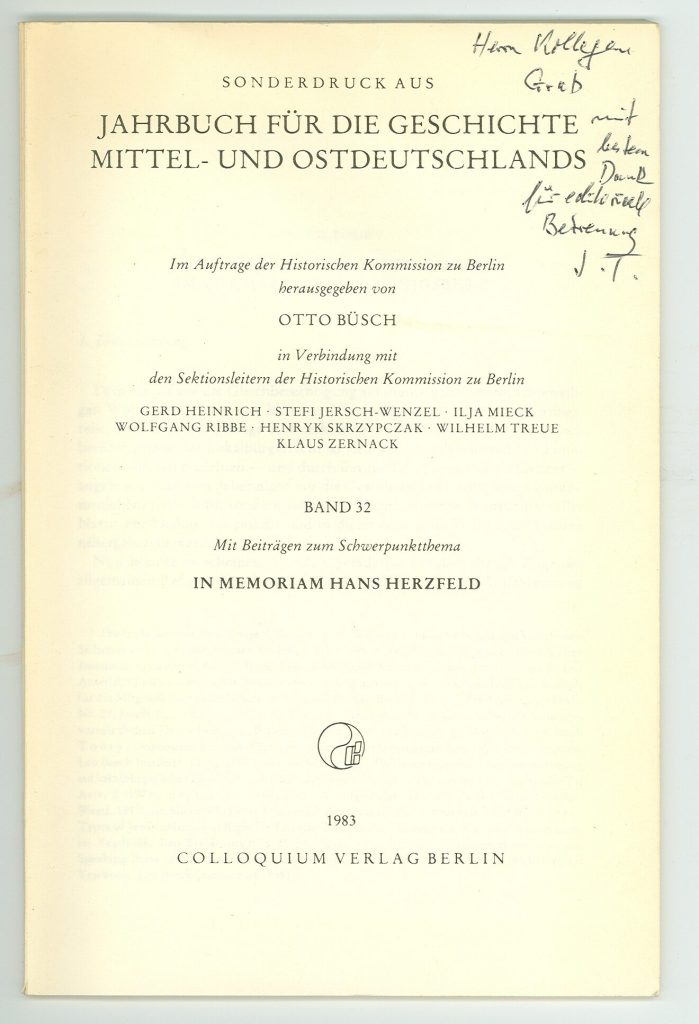 Herrn Kollegen
Grab
mit
bestem
Dank
für editorielle
Betreuung
J. T.
SONDERDRUCK AUS
JAHRBUCH FÜR DIE GESCHICHTE
MITTEL- UND OSTDEUTSCHLANDS
Im Auftrage der Historischen Kommission zu Berlin
herausgegeben von
OTTO BÜSCH
in Verbindung mit
den Sektionsleitern der Historischen Kommission zu Berlin
GERD HEINRICH · STEFI JERSCH-WENZEL · ILJA MIECK
WOLFGANG RIBBE · HENRYK SKRZYPCZAK · WILHELM TREUE
KLAUS ZERNACK
BAND 32
Mit Beiträgen zum Schwerpunktthema
IN MEMORIAM HANS HERZFELD
1983
COLLOQUIUM VERLAG BERLIN